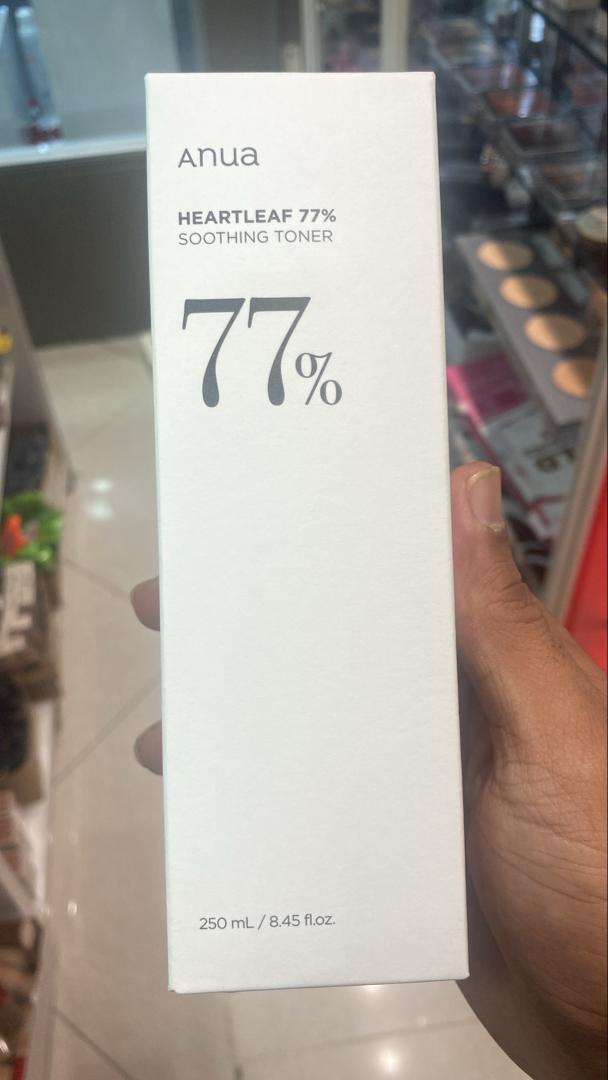 Anua
HEARTLEAF 77%
SOOTHING TONER
77%
250 mL / 8.45 fl.oz.